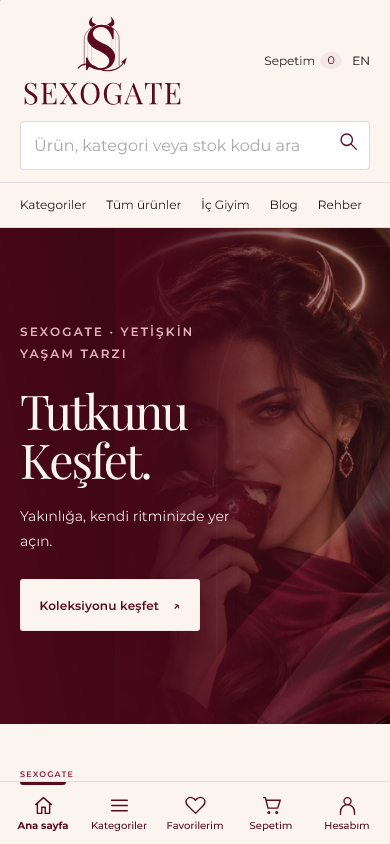 S
SEXOGATE
Sepetim 0 EN
Ürün, kategori veya stok kodu ara
Kategoriler Tüm ürünler İç Giyim Blog Rehber
SEXOGATE · YETİŞKİN
YAŞAM TARZI
Tutkunu
Keşfet.
Yakınlığa, kendi ritminizde yer
açın.
Koleksiyonu keşfet ↗
SEXOGATE
Ana sayfa Kategoriler Favorilerim Sepetim Hesabım